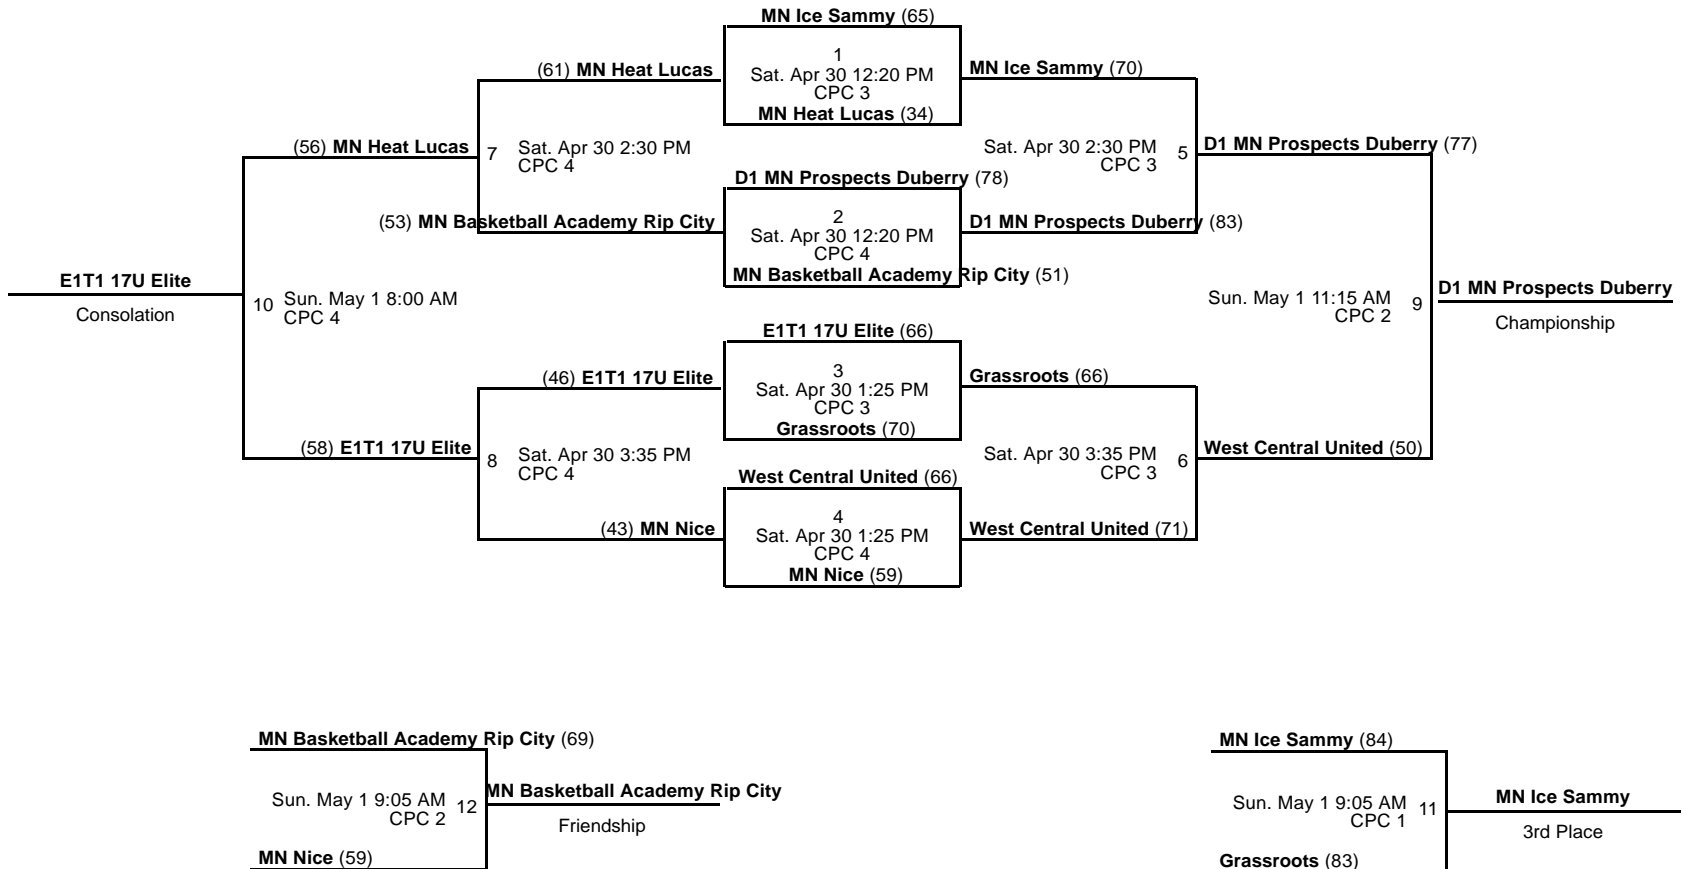 MN Ice Sammy (65)
1
Sat. Apr 30 12:20 PM
CPC 3
MN Heat Lucas (34)
(61) MN Heat Lucas
MN Ice Sammy (70)
(56) MN Heat Lucas
7
Sat. Apr 30 2:30 PM
CPC 4
Sat. Apr 30 2:30 PM
CPC 3
5
D1 MN Prospects Duberry (77)
D1 MN Prospects Duberry (78)
2
Sat. Apr 30 12:20 PM
CPC 4
MN Basketball Academy Rip City (51)
(53) MN Basketball Academy Rip City
D1 MN Prospects Duberry (83)
E1T1 17U Elite
Consolation
10
Sun. May 1 8:00 AM
CPC 4
Sun. May 1 11:15 AM
CPC 2
9
D1 MN Prospects Duberry
Championship
E1T1 17U Elite (66)
3
Sat. Apr 30 1:25 PM
CPC 3
Grassroots (70)
(46) E1T1 17U Elite
Grassroots (66)
(58) E1T1 17U Elite
8
Sat. Apr 30 3:35 PM
CPC 4
Sat. Apr 30 3:35 PM
CPC 3
6
West Central United (50)
West Central United (66)
4
Sat. Apr 30 1:25 PM
CPC 4
MN Nice (59)
(43) MN Nice
West Central United (71)
MN Basketball Academy Rip City (69)
Sun. May 1 9:05 AM
CPC 2
12
MN Basketball Academy Rip City
Friendship
MN Nice (59)
MN Ice Sammy (84)
Sun. May 1 9:05 AM
CPC 1
11
MN Ice Sammy
3rd Place
Grassroots (83)